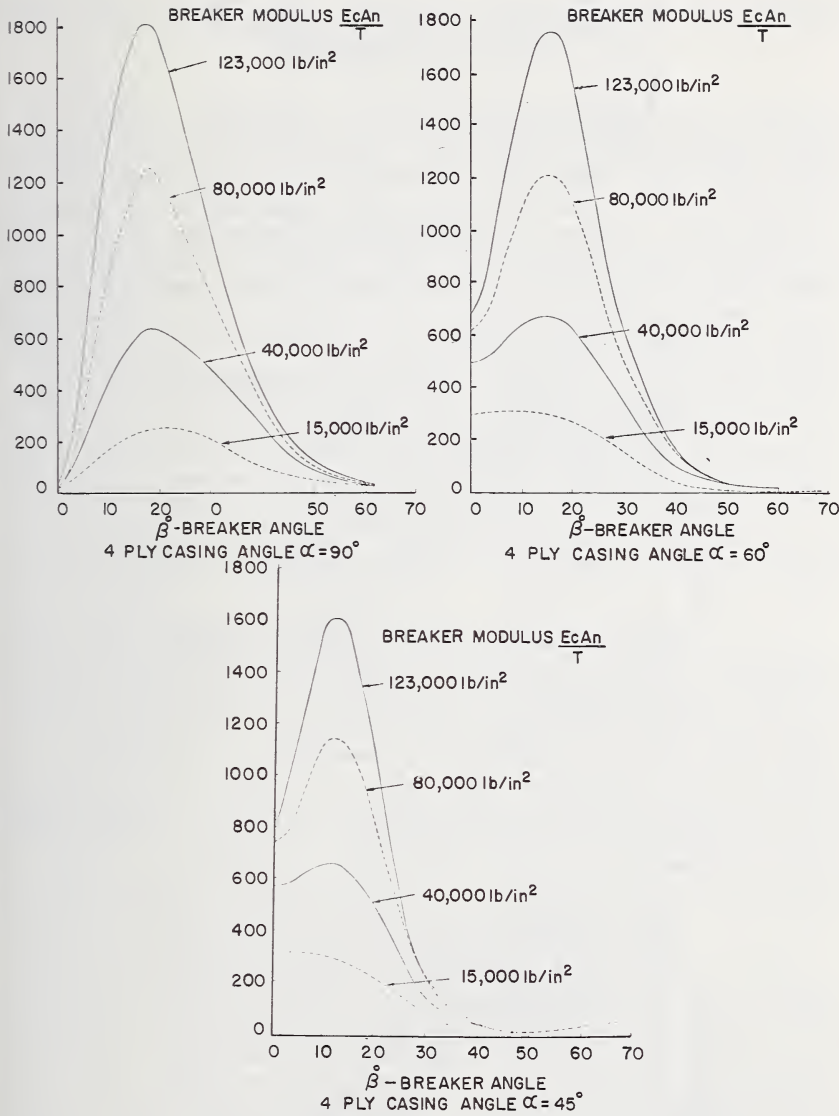 BREAKER MODULUS EcAn
T
1800
1600
1400
1200
1000
800
600
400
200
0
123,000 lb/in²
80,000 lb/in²
40,000 lb/in²
15,000 lb/in²
0 10 20 0 50 60 70
β°-BREAKER ANGLE
4 PLY CASING ANGLE ∝=90°
BREAKER MODULUS EcAn
T
1800
1600
1400
1200
1000
800
600
400
200
0
123,000 lb/in²
80,000 lb/in²
40,000 lb/in²
15,000 lb/in²
0 10 20 30 40 50 60 70
β°-BREAKER ANGLE
4 PLY CASING ANGLE ∝=60°
BREAKER MODULUS EcAn
T
1800
1600
1400
1200
1000
800
600
400
200
0
123,000 lb/in²
80,000 lb/in²
40,000 lb/in²
15,000 lb/in²
0 10 20 30 40 50 60 70
β°-BREAKER ANGLE
4 PLY CASING ANGLE ∝=45°